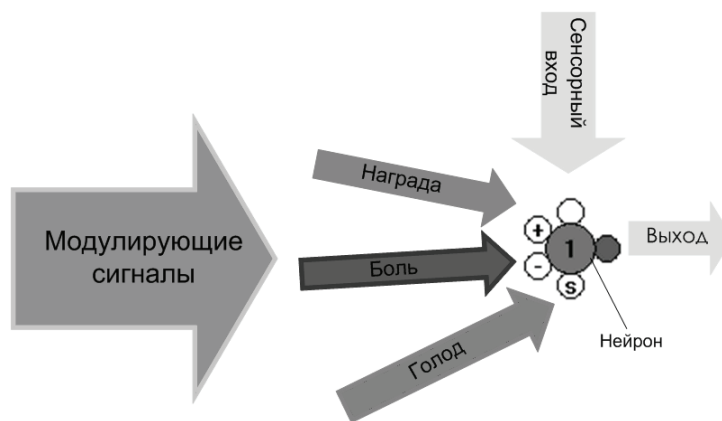 Сенсорный
вход
Награда
Модулирующие
сигналы
Боль
Голод
+
-
1
S
Выход
Нейрон